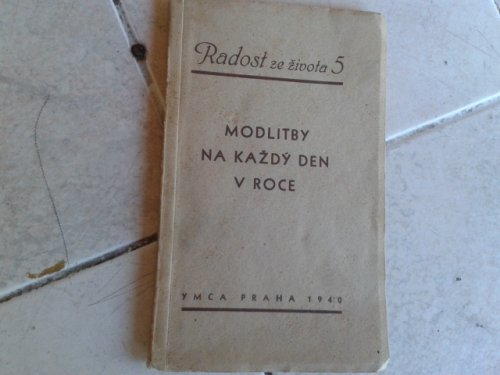 Radost ze života 5
MODLITBY
NA KAŽDÝ DEN
V ROCE
YMCA PRAHA 1940